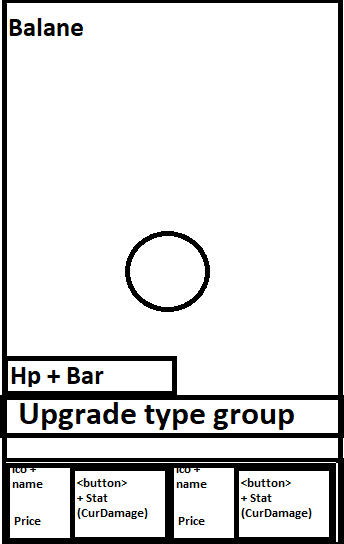 Balane
Hp + Bar
Upgrade type group
ico +
name
Price
<button>
+ Stat
(CurDamage)
ico +
name
Price
<button>
+ Stat
(CurDamage)